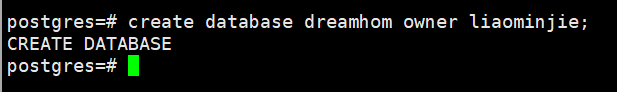 postgres=# create database dreamhom owner liaominjie;
CREATE DATABASE
postgres=#